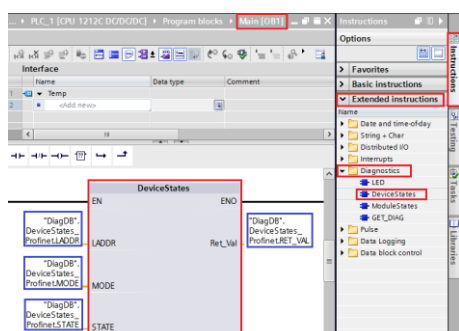 ... ▸ PLC_1 [CPU 1212C DC/DC/DC] ▸ Program blocks ▸ Main [OB1]
Interface
Name Data type Comment
1 Temp
2 <Add new>
DeviceStates
EN ENO
"DiagDB".
DeviceStates_
Profinet.LADDR
LADDR
"DiagDB".
DeviceStates_
Profinet.RET_VAL
Ret_Val
"DiagDB".
DeviceStates_
Profinet.MODE
MODE
"DiagDB".
DeviceStates_
Profinet.STATE
STATE
Instructions
Options
Favorites
Basic instructions
Extended instructions
Name
Date and time-of-day
String + Char
Distributed I/O
Interrupts
Diagnostics
LED
DeviceStates
ModuleStates
GET_DIAG
Pulse
Data Logging
Data block control
Instructions
Testing
Tasks
Libraries